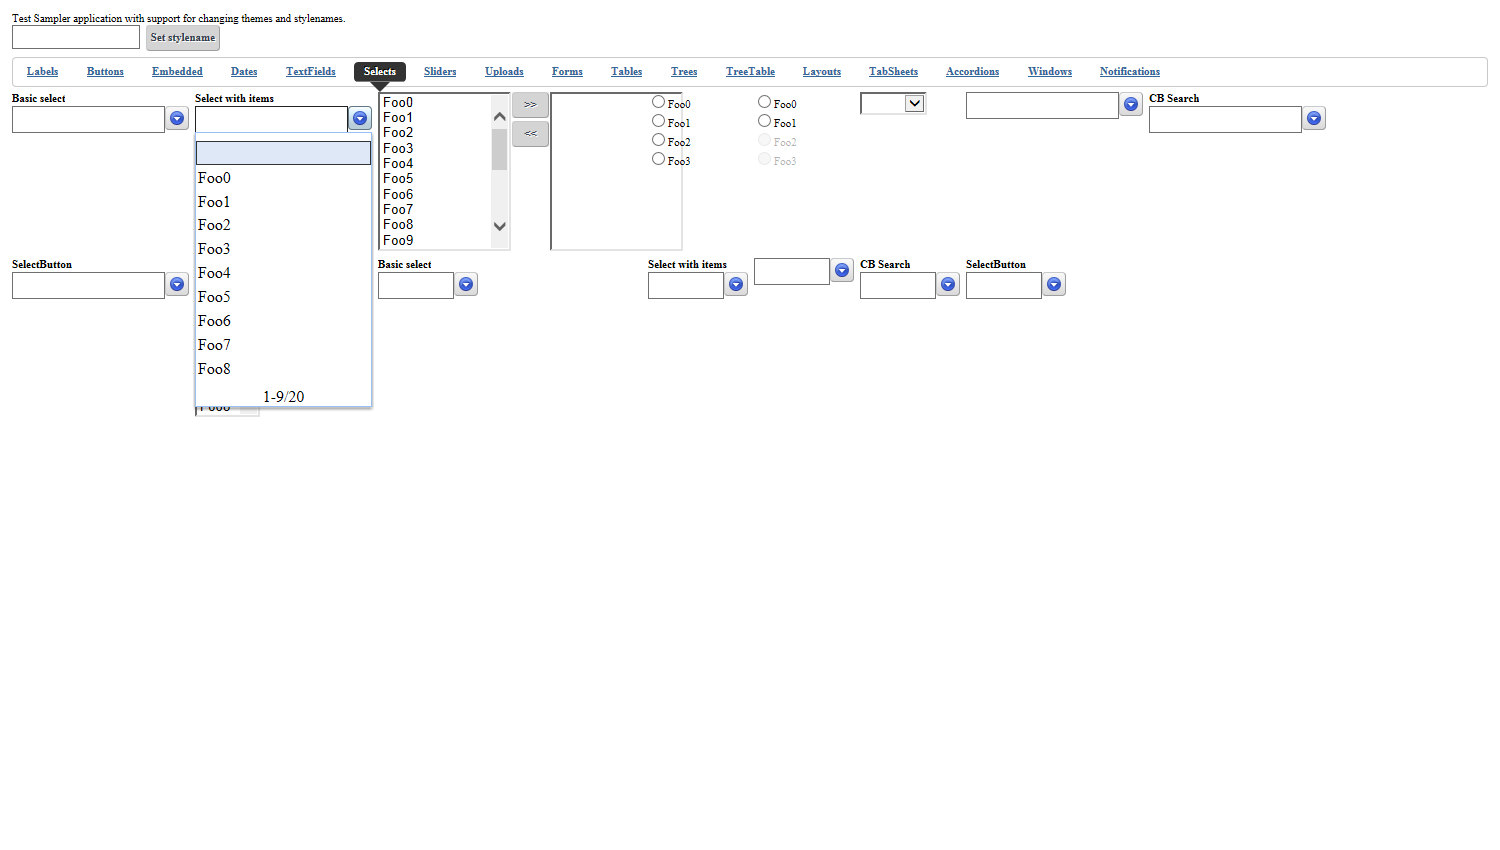 Test Sampler application with support for changing themes and stylenames.
Set stylename
Labels Buttons Embedded Dates TextFields Selects Sliders Uploads Forms Tables Trees TreeTable Layouts TabSheets Accordions Windows Notifications
Basic select
Select with items
Foo0
Foo1
Foo2
Foo3
Foo4
Foo5
Foo6
Foo7
Foo8
1-9/20
Foo0
Foo1
Foo2
Foo3
Foo4
Foo5
Foo6
Foo7
Foo8
Foo9
>>
<<
Foo0
Foo1
Foo2
Foo3
Foo0
Foo1
Foo2
Foo3
CB Search
SelectButton
Basic select
Select with items
CB Search
SelectButton